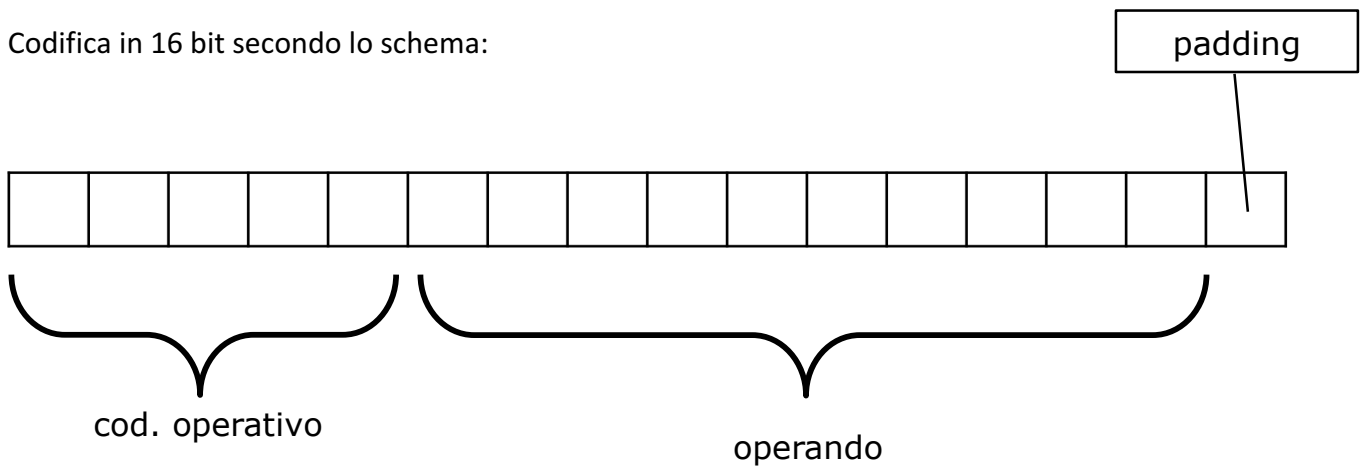 Codifica in 16 bit secondo lo schema:
padding
cod. operativo
operando